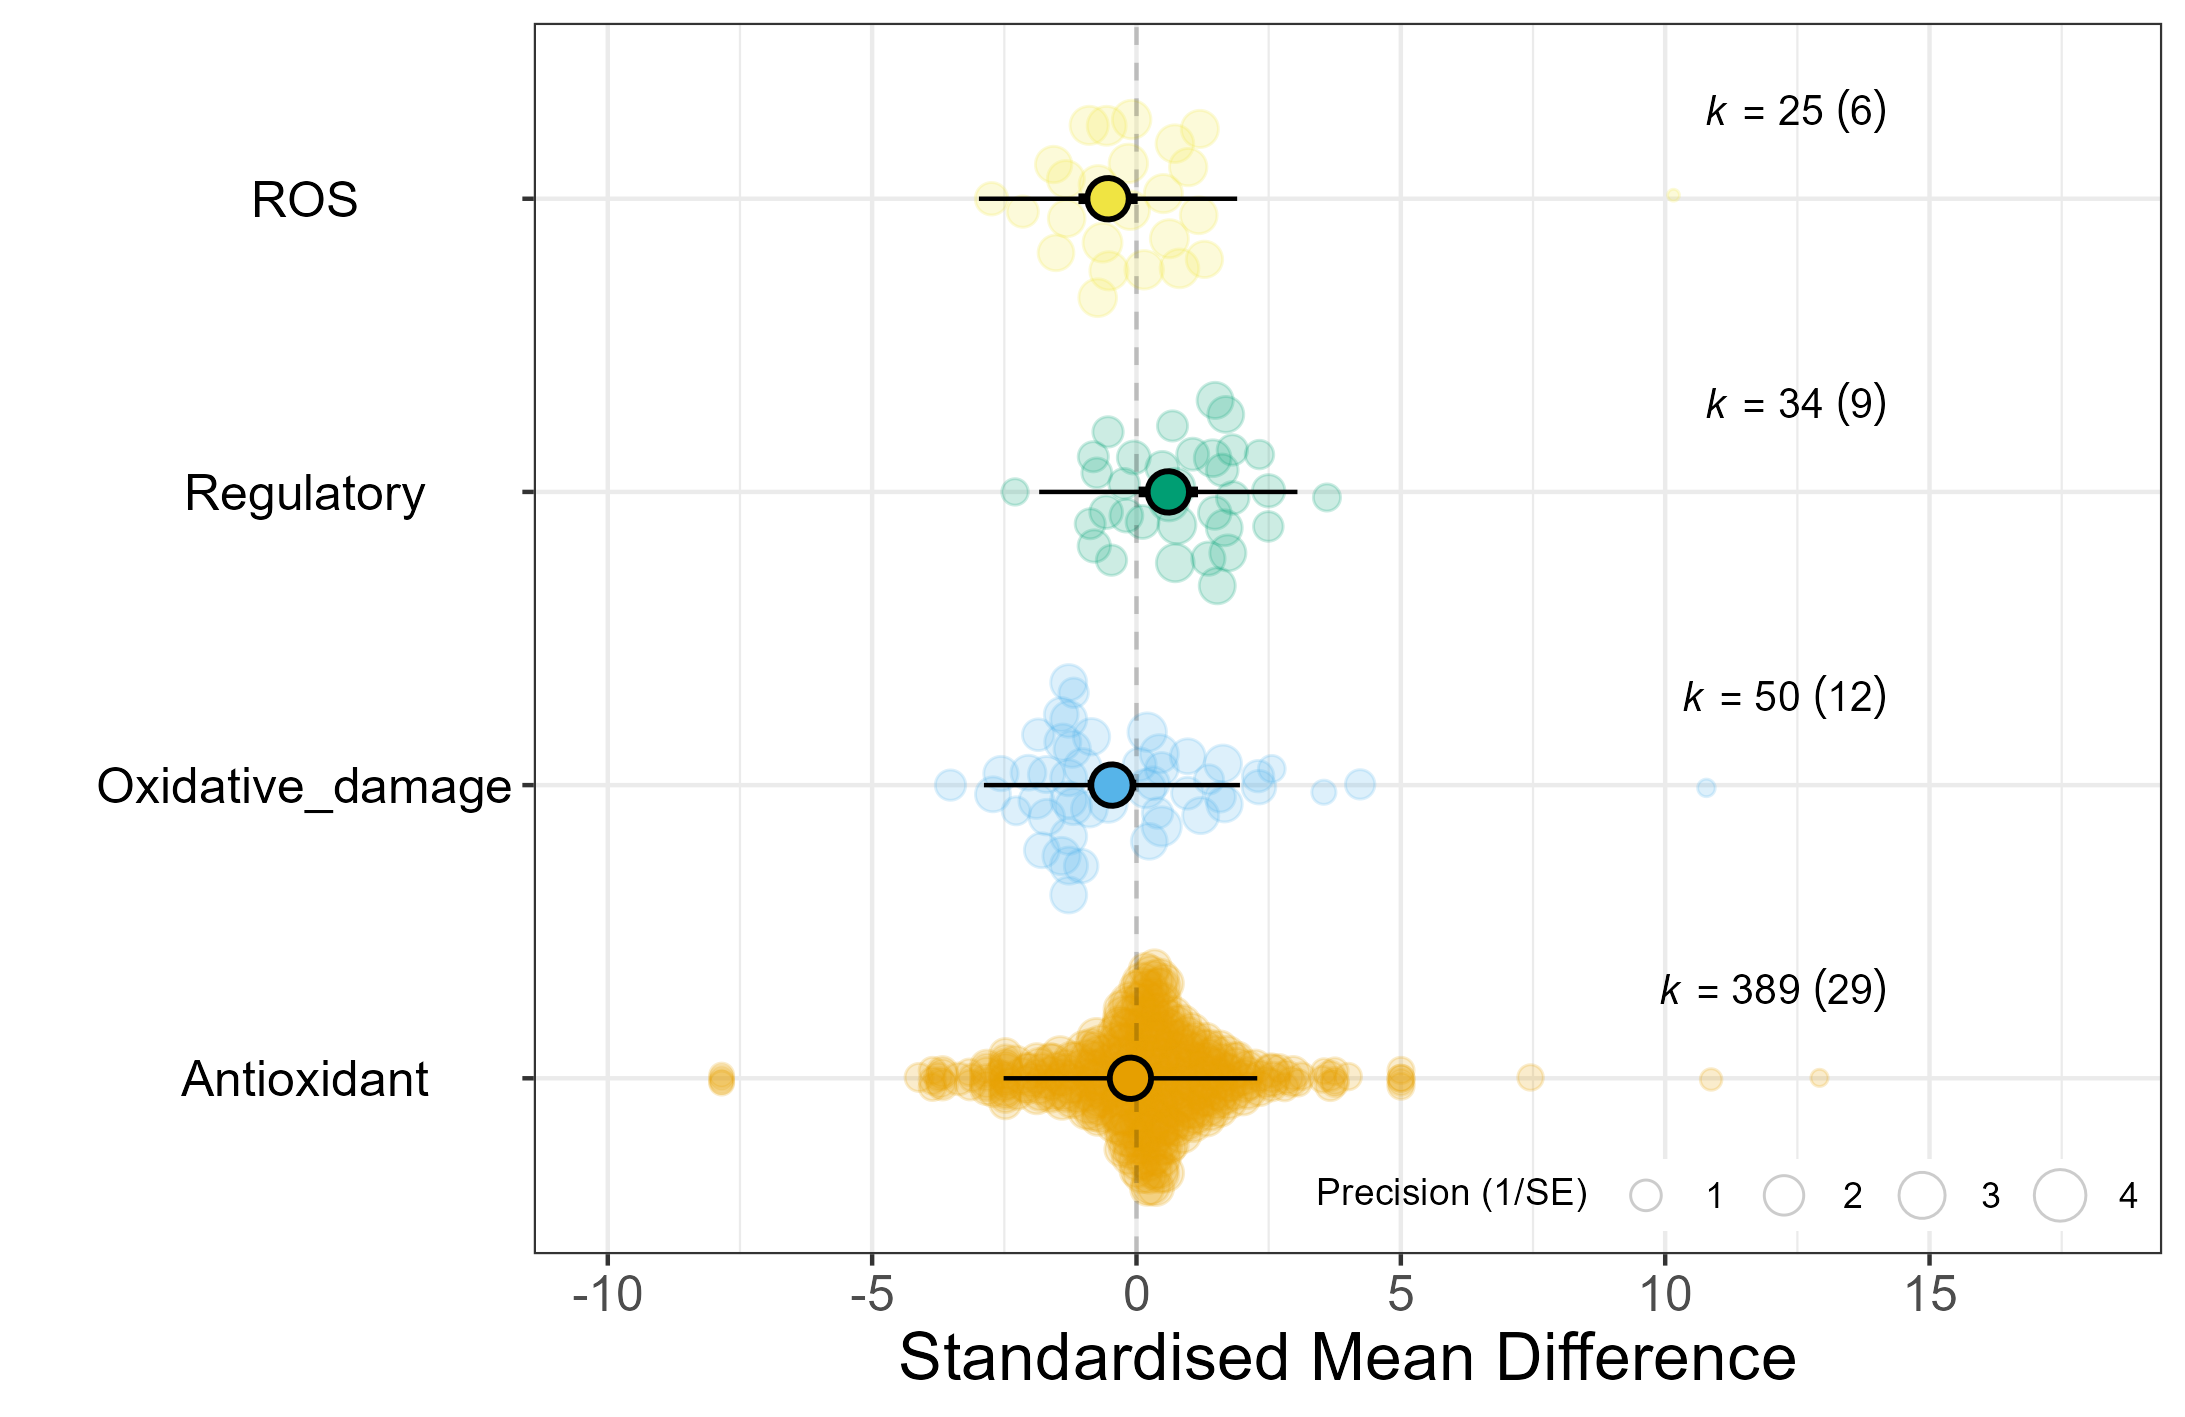 k = 25 (6)
ROS
k = 34 (9)
Regulatory
k = 50 (12)
Oxidative_damage
k = 389 (29)
Antioxidant
Precision (1/SE) 1 2 3 4
-10 -5 0 5 10 15
Standardised Mean Difference